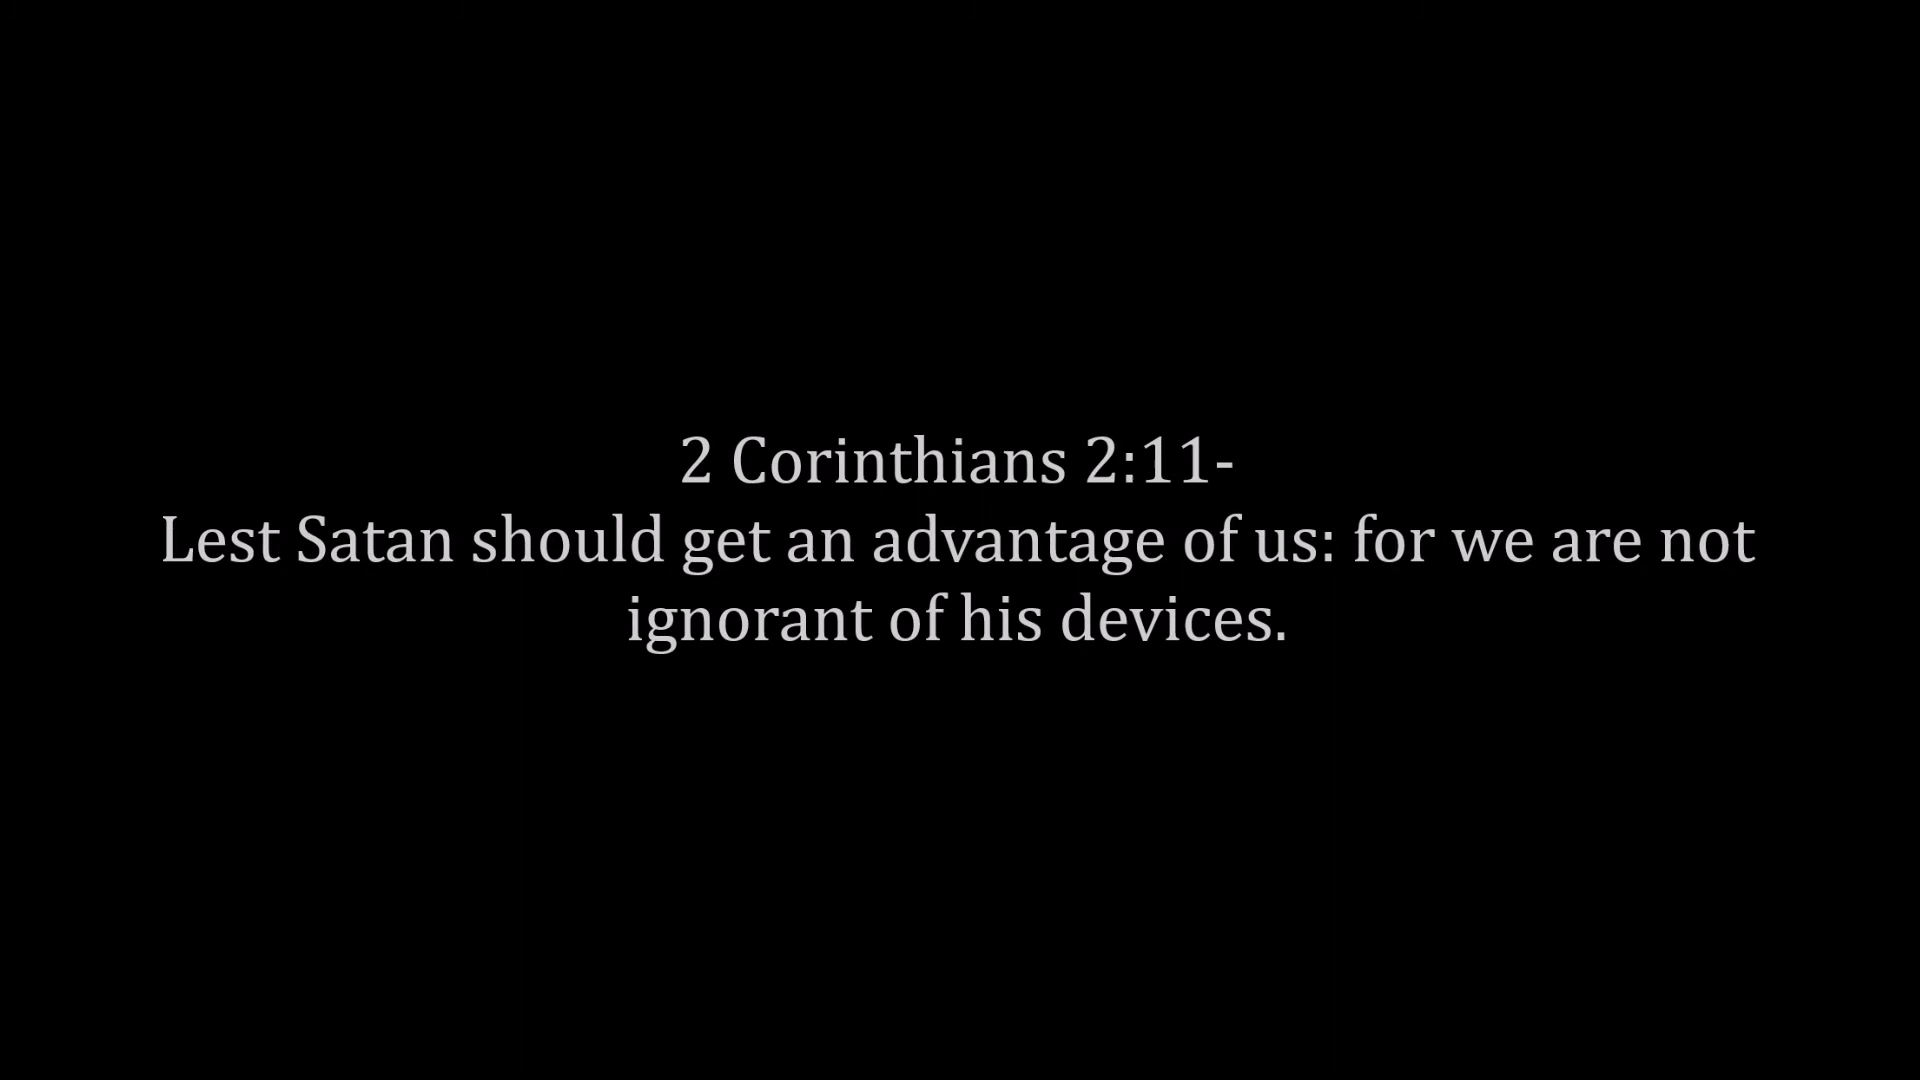 2 Corinthians 2:11-
Lest Satan should get an advantage of us: for we are not
ignorant of his devices.